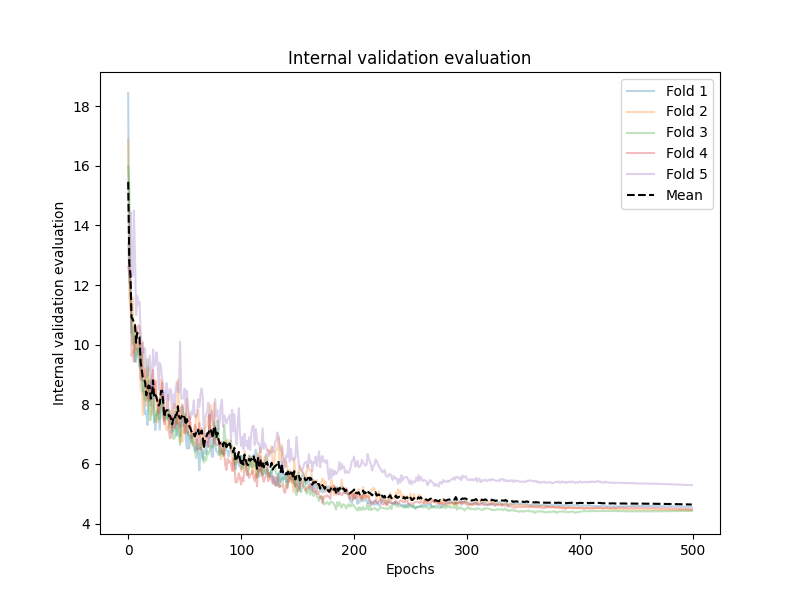 Internal validation evaluation
Internal validation evaluation
18
16
14
12
10
8
6
4
0
100
200
300
400
500
Epochs
Fold 1
Fold 2
Fold 3
Fold 4
Fold 5
Mean